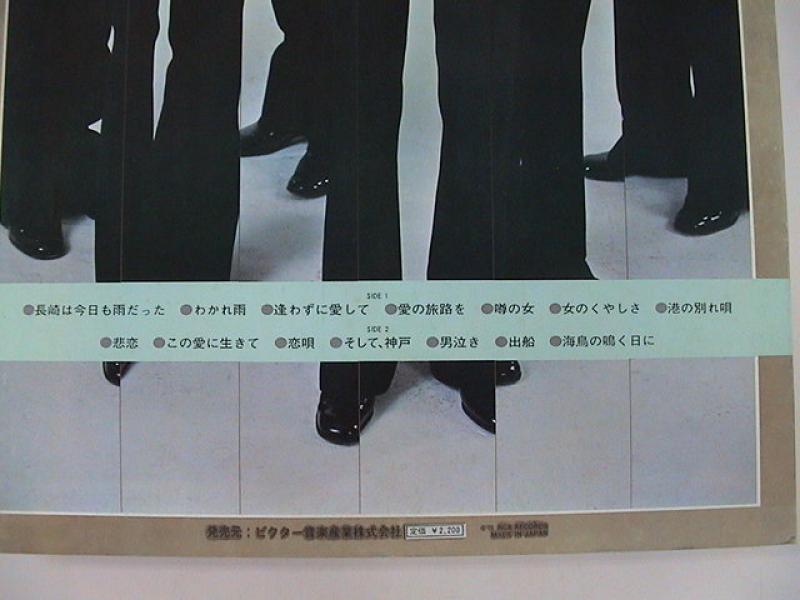 SIDE 1
●長崎は今日も雨だった ●わかれ雨 ●逢わずに愛して ●愛の旅路を ●噂の女 ●女のくやしさ ●港の別れ唄
SIDE 2
●悲恋 ●この愛に生きて ●恋唄 ●そして、神戸 ●男泣き ●出船 ●海鳥の鳴く日に
発売元：ビクター音楽産業株式会社 定価 ¥2,200 RCA RECORDS
MADE IN JAPAN